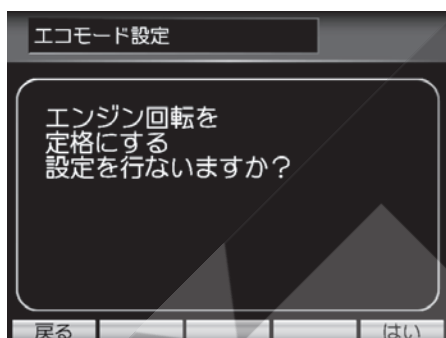 エコモード設定
エンジン回転を
定格にする
設定を行ないますか？
戻る
はい